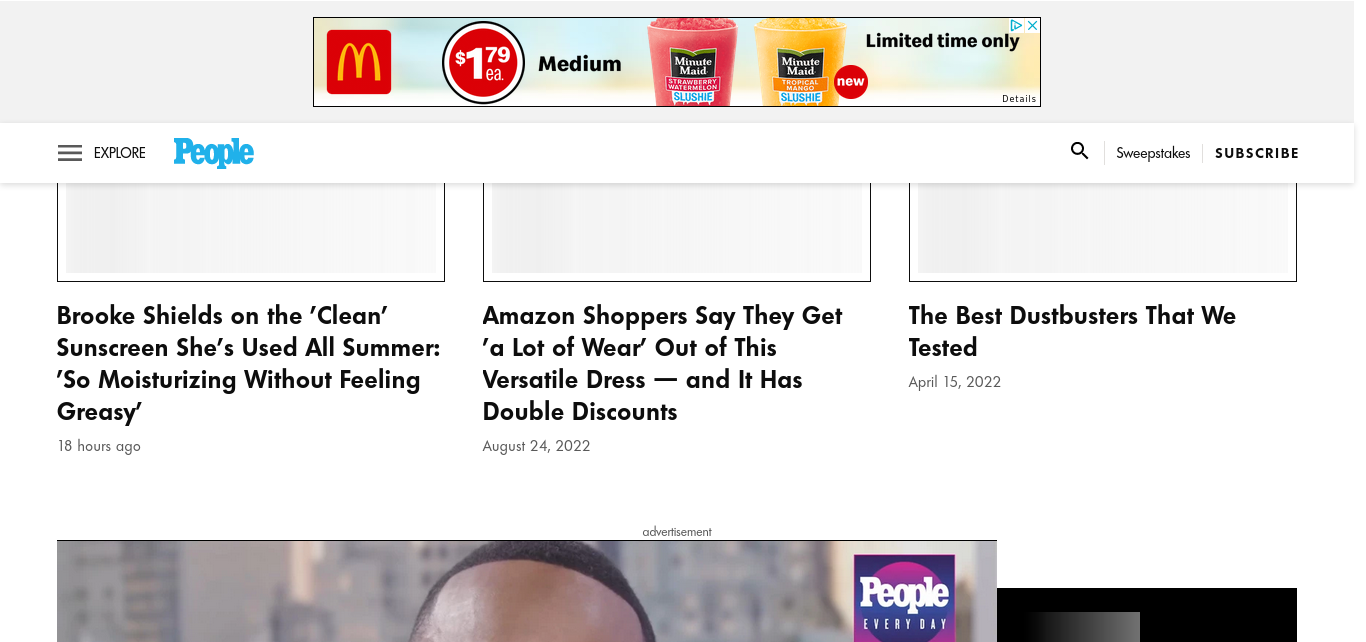 $1.79 ea.
Medium
Minute Maid
STRAWBERRY WATERMELON
SLUSHIE
Minute Maid
TROPICAL MANGO
SLUSHIE
new
Limited time only
Details
EXPLORE
People
Sweepstakes
SUBSCRIBE
Brooke Shields on the ’Clean’
Sunscreen She’s Used All Summer:
’So Moisturizing Without Feeling
Greasy’
18 hours ago
Amazon Shoppers Say They Get
’a Lot of Wear’ Out of This
Versatile Dress — and It Has
Double Discounts
August 24, 2022
The Best Dustbusters That We
Tested
April 15, 2022
advertisement
People
EVERY DAY